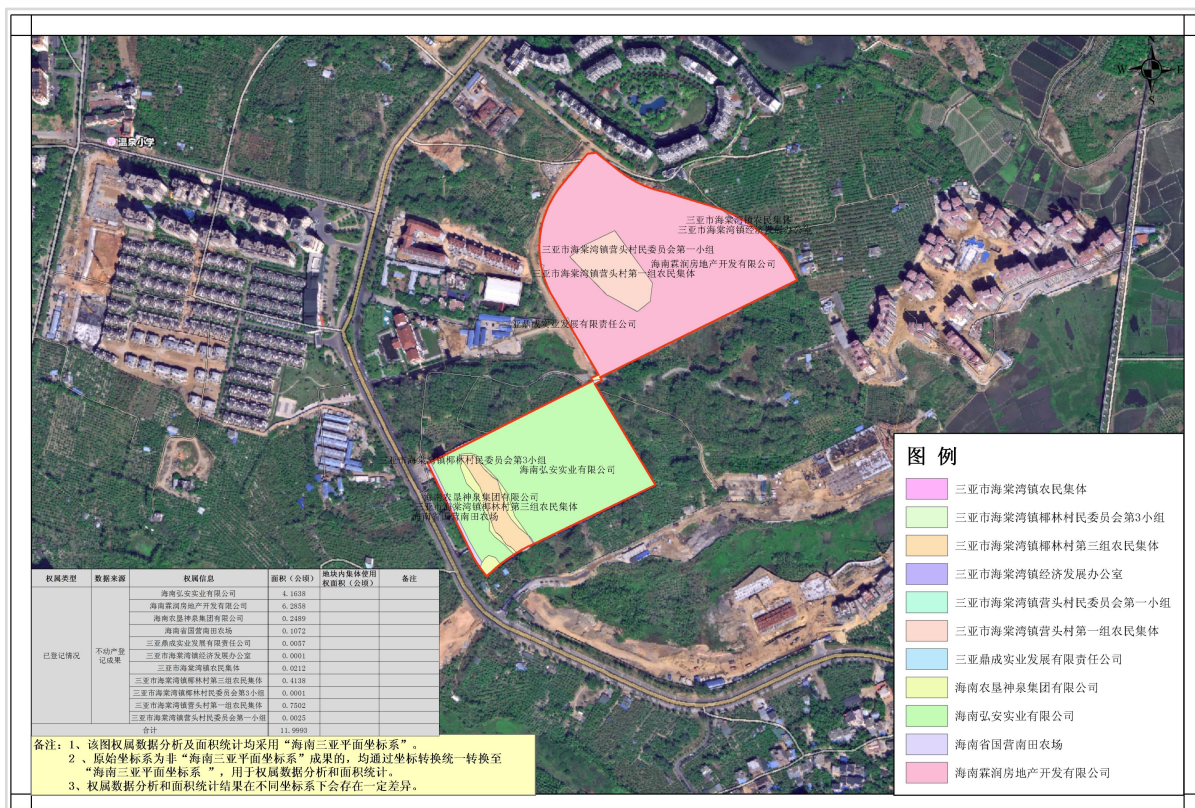 N
W
E
S
温泉小学
三亚市海棠湾镇农民集体
三亚市海棠湾镇经济发展办公室
三亚市海棠湾镇营头村民委员会第一小组
海南霖润房地产开发有限公司
三亚市海棠湾镇营头村第一组农民集体
三亚鼎成实业发展有限责任公司
三亚市海棠湾镇椰林村民委员会第3小组
海南弘安实业有限公司
海南农垦神泉集团有限公司
三亚市海棠湾镇椰林村第三组农民集体
海南省国营南田农场
图 例
三亚市海棠湾镇农民集体
三亚市海棠湾镇椰林村民委员会第3小组
三亚市海棠湾镇椰林村第三组农民集体
三亚市海棠湾镇经济发展办公室
三亚市海棠湾镇营头村民委员会第一小组
三亚市海棠湾镇营头村第一组农民集体
三亚鼎成实业发展有限责任公司
海南农垦神泉集团有限公司
海南弘安实业有限公司
海南省国营南田农场
海南霖润房地产开发有限公司
权属类型 数据来源 权属信息 面积（公顷） 地块内集体使用权面积（公顷） 备注
已登记情况 不动产登记成果
海南弘安实业有限公司 4.1638
海南霖润房地产开发有限公司 6.2858
海南农垦神泉集团有限公司 0.2489
海南省国营南田农场 0.1072
三亚鼎成实业发展有限责任公司 0.0057
三亚市海棠湾镇经济发展办公室 0.0001
三亚市海棠湾镇农民集体 0.0212
三亚市海棠湾镇椰林村第三组农民集体 0.4138
三亚市海棠湾镇椰林村民委员会第3小组 0.0001
三亚市海棠湾镇营头村第一组农民集体 0.7502
三亚市海棠湾镇营头村民委员会第一小组 0.0025
合计 11.9993
备注：1、该图权属数据分析及面积统计均采用“海南三亚平面坐标系”。
2 、原始坐标系为非“海南三亚平面坐标系”成果的，均通过坐标转换统一转换至
“海南三亚平面坐标系 ”，用于权属数据分析和面积统计。
3、权属数据分析和面积统计结果在不同坐标系下会存在一定差异。